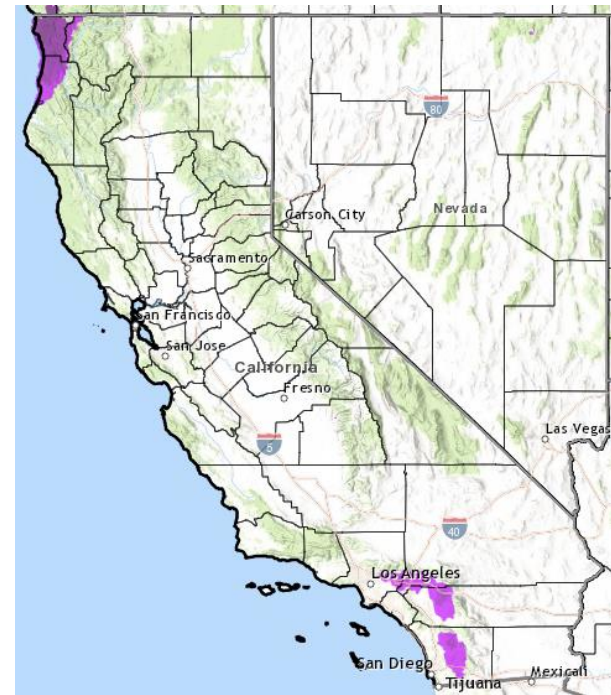 80
Carson City
Nevada
Sacramento
San Francisco
San Jose
California
Fresno
Las Vegas
5
40
Los Angeles
San Diego
Mexicali
Tijuana